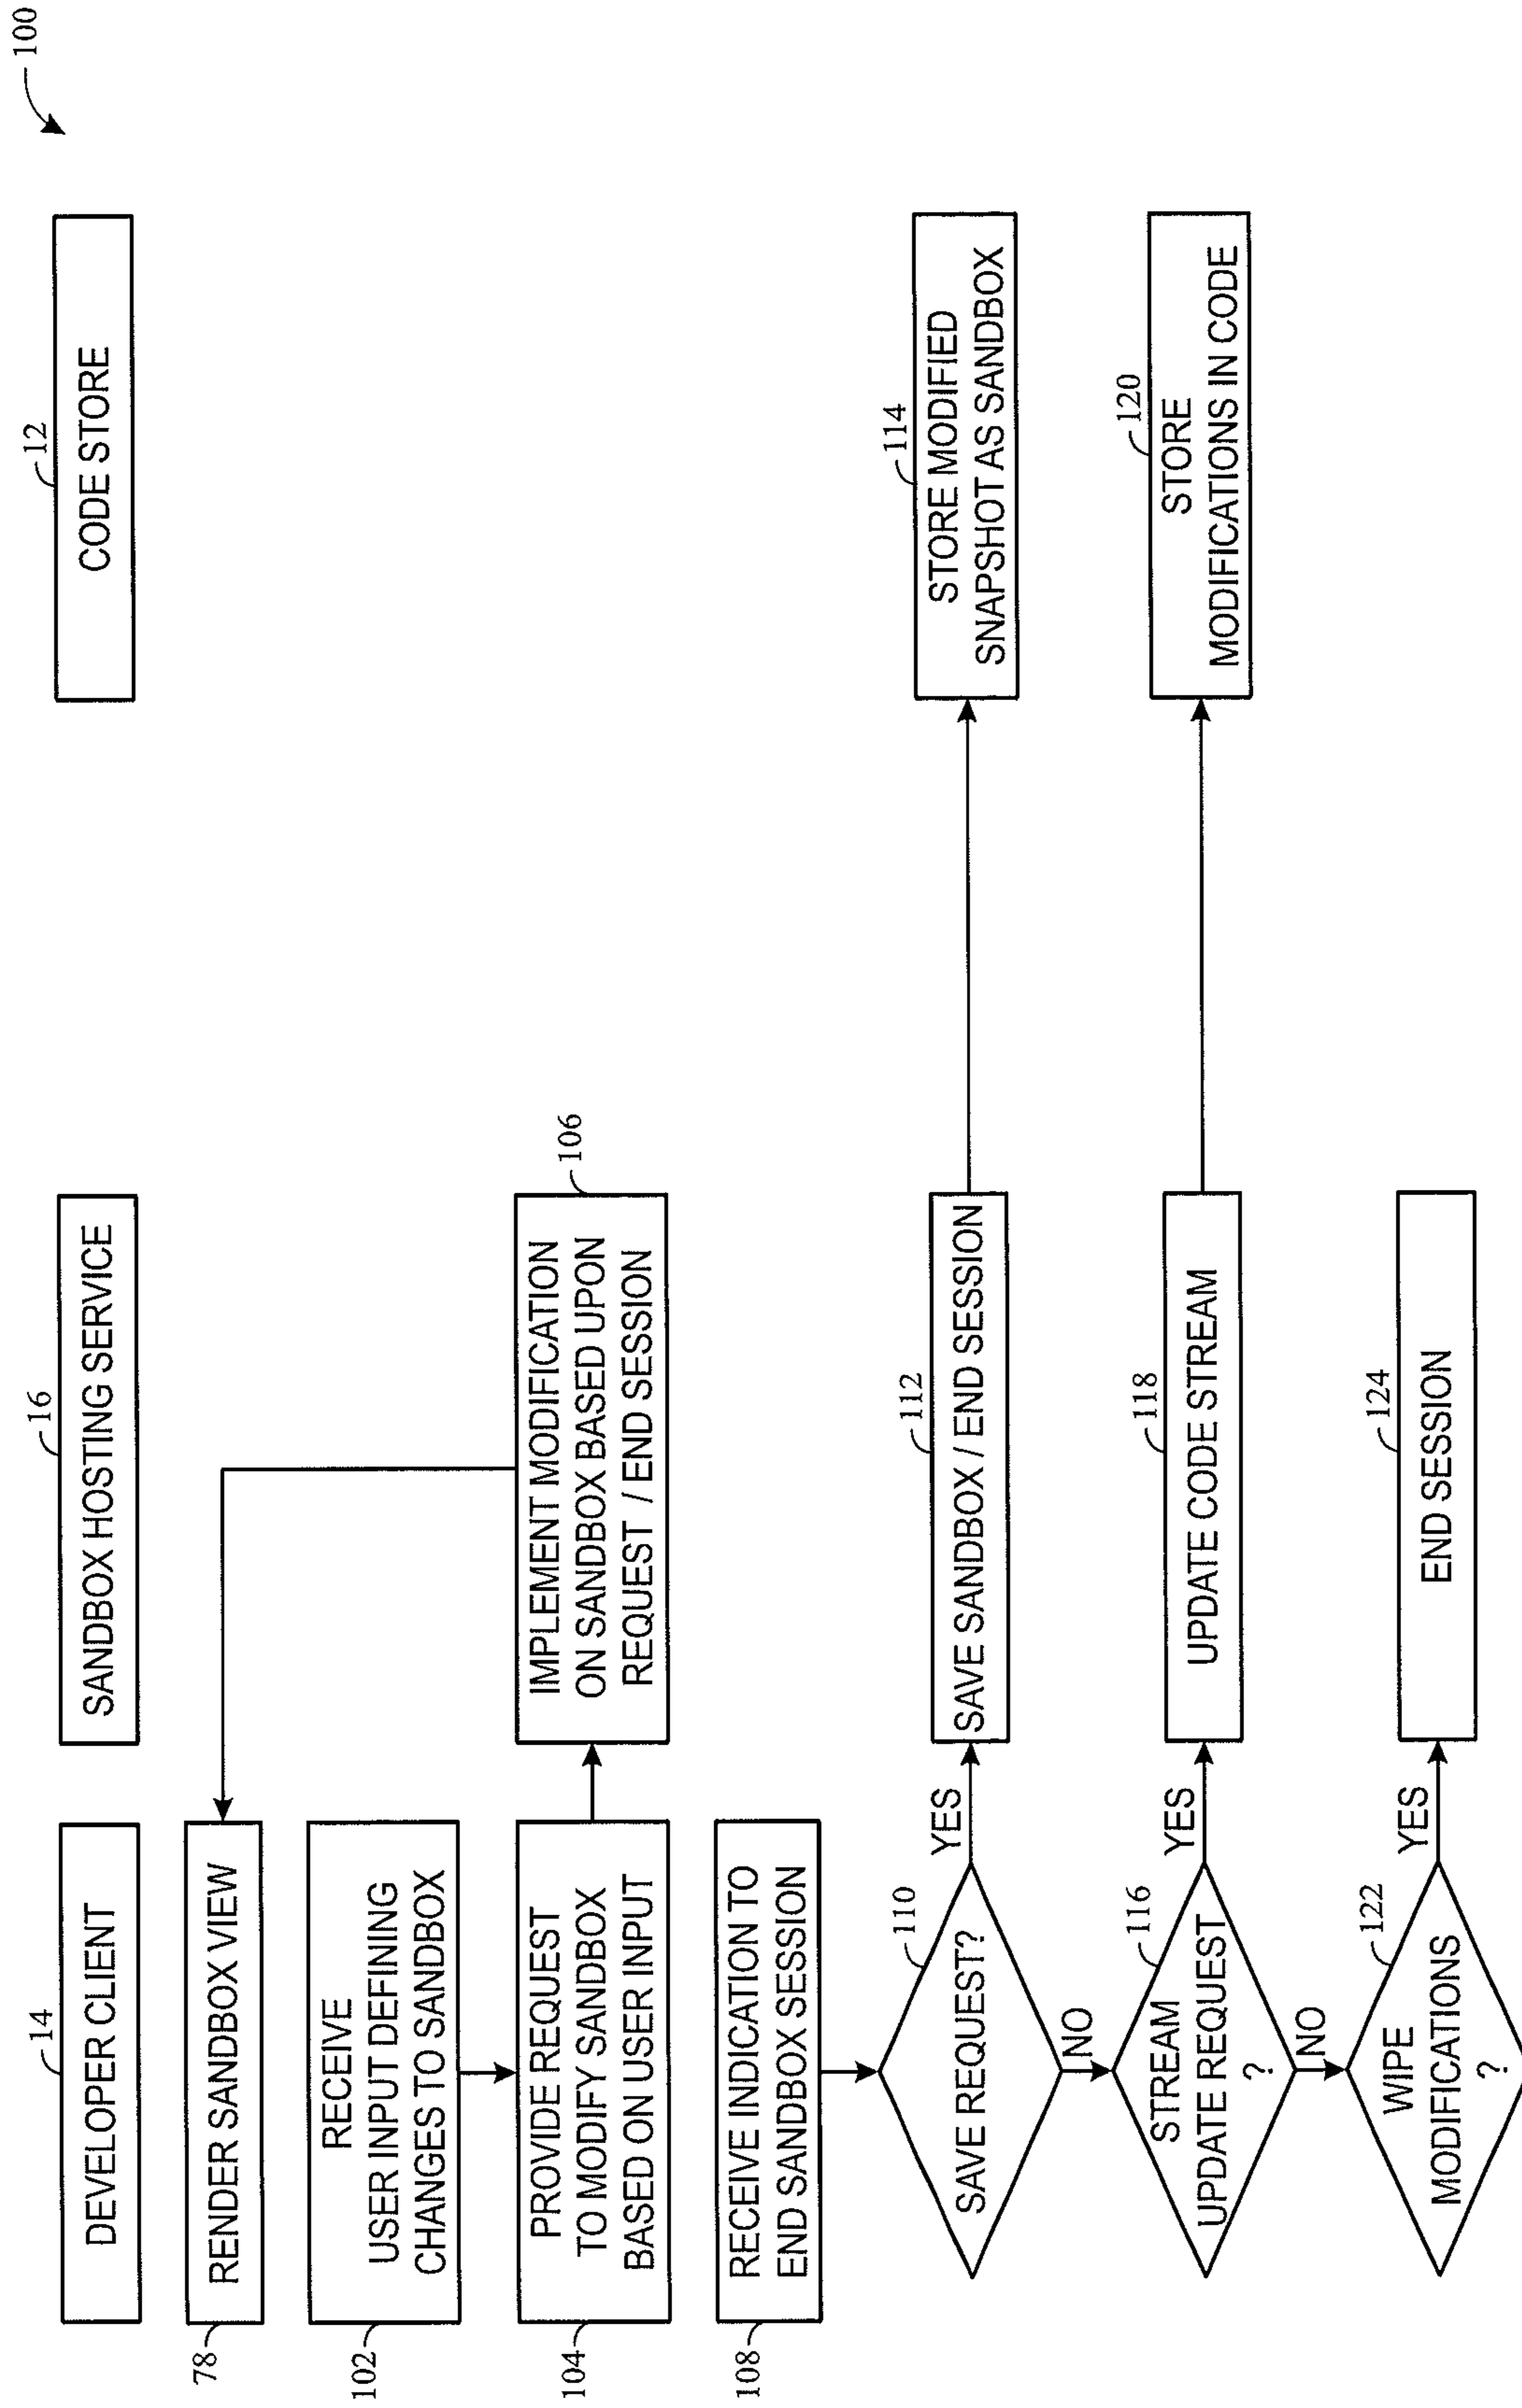 100
14
DEVELOPER CLIENT
16
SANDBOX HOSTING SERVICE
12
CODE STORE
78
RENDER SANDBOX VIEW
102
RECEIVE
USER INPUT DEFINING
CHANGES TO SANDBOX
104
PROVIDE REQUEST
TO MODIFY SANDBOX
BASED ON USER INPUT
106
IMPLEMENT MODIFICATION
ON SANDBOX BASED UPON
REQUEST / END SESSION
108
RECEIVE INDICATION TO
END SANDBOX SESSION
110
SAVE REQUEST?
YES
112
SAVE SANDBOX / END SESSION
114
STORE MODIFIED
SNAPSHOT AS SANDBOX
NO
116
STREAM
UPDATE REQUEST
?
YES
118
UPDATE CODE STREAM
120
STORE
MODIFICATIONS IN CODE
NO
122
WIPE
MODIFICATIONS
?
YES
124
END SESSION